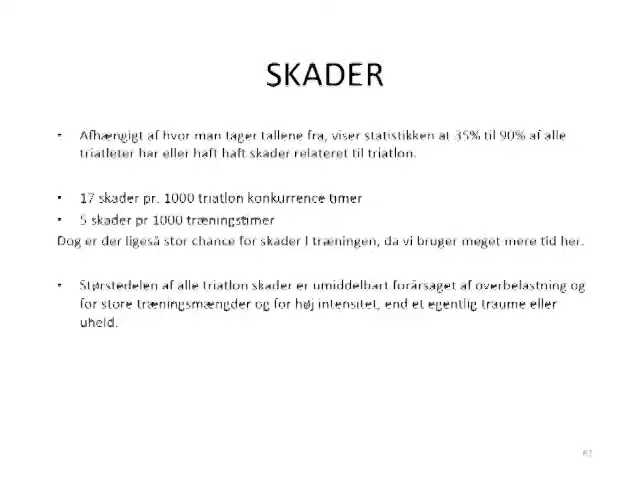 SKADER
• Afhængigt af hvor man tager tallene fra, viser statistikken at 35% til 90% af alle
triatleter har eller haft haft skader relateret til triatlon.
• 17 skader pr. 1000 triatlon konkurrence timer
• 5 skader pr 1000 træningstimer
Dog er der ligeså stor chance for skader I træningen, da vi bruger meget mere tid her.
• Størstedelen af alle triatlon skader er umiddelbart forårsaget af overbelastning og
for store træningsmængder og for høj intensitet, end et egentlig traume eller
uheld.